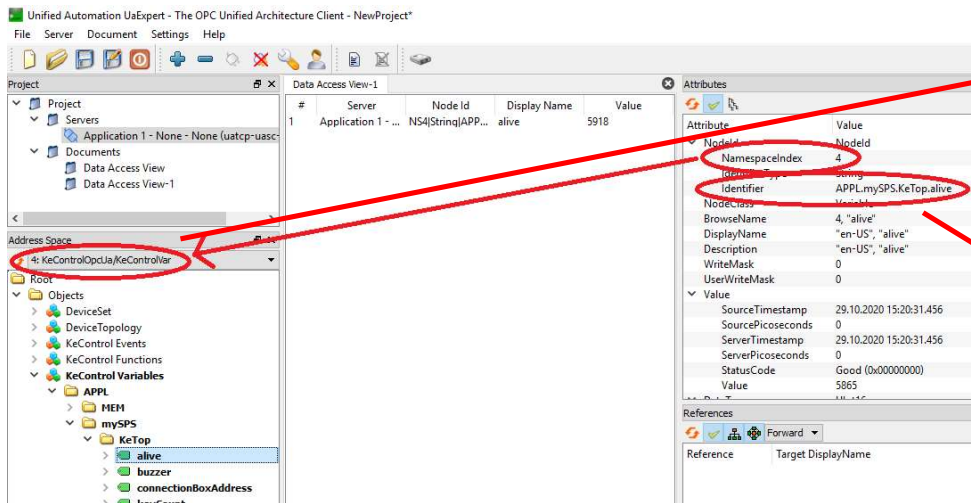 Unified Automation UaExpert - The OPC Unified Architecture Client - NewProject*
File Server Document Settings Help
Project
Project
Servers
Application 1 - None - None (uatcp-uasc-
Documents
Data Access View
Data Access View-1
Address Space
4: KeControlOpcUa/KeControlVar
Root
Objects
DeviceSet
DeviceTopology
KeControl Events
KeControl Functions
KeControl Variables
APPL
MEM
mySPS
KeTop
alive
buzzer
connectionBoxAddress
Data Access View-1
# Server Node Id Display Name Value
1 Application 1 - ... NS4|String|APP... alive 5918
Attributes
Attribute Value
NodeId NodeId
NamespaceIndex 4
Identifier APPL.mySPS.KeTop.alive
NodeClass Variable
BrowseName 4, "alive"
DisplayName "en-US", "alive"
Description "en-US", "alive"
WriteMask 0
UserWriteMask 0
Value
SourceTimestamp 29.10.2020 15:20:31.456
SourcePicoseconds 0
ServerTimestamp 29.10.2020 15:20:31.456
ServerPicoseconds 0
StatusCode Good (0x00000000)
Value 5865
References
Forward
Reference Target DisplayName